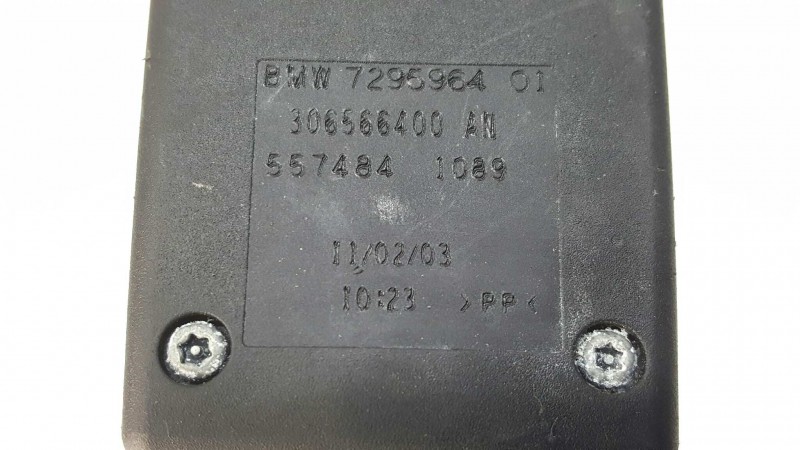 BMW 7295964 01
306566400 AN
557484 1089
11/02/03
10:23 >PP<